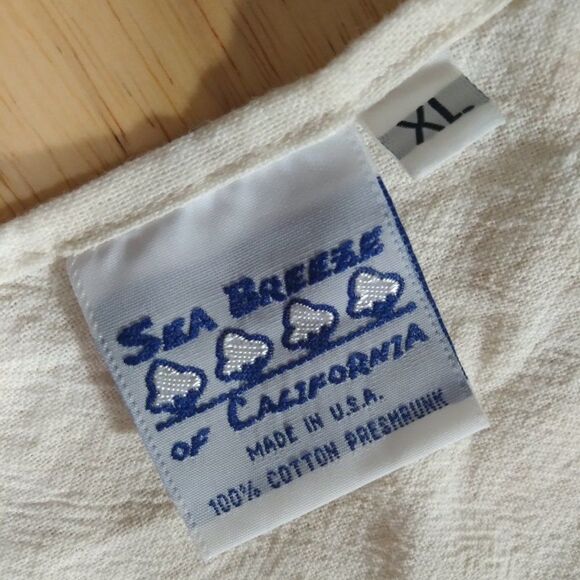 XL
SEA BREEZE
OF CALIFORNIA
MADE IN U.S.A.
100% COTTON PRESHRUNK